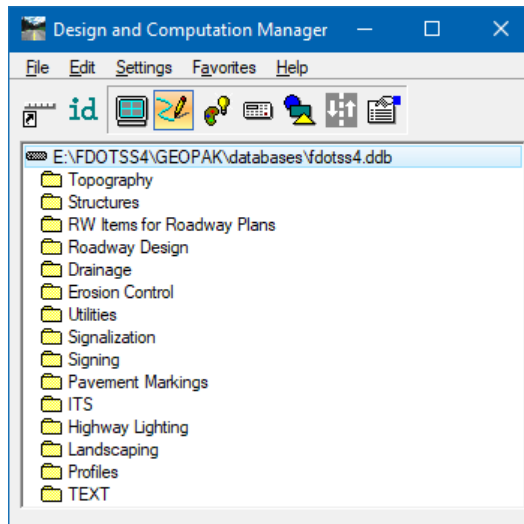 Design and Computation Manager
File Edit Settings Favorites Help
id
E:\FDOTSS4\GEOPAK\databases\fdotss4.ddb
Topography
Structures
RW Items for Roadway Plans
Roadway Design
Drainage
Erosion Control
Utilities
Signalization
Signing
Pavement Markings
ITS
Highway Lighting
Landscaping
Profiles
TEXT